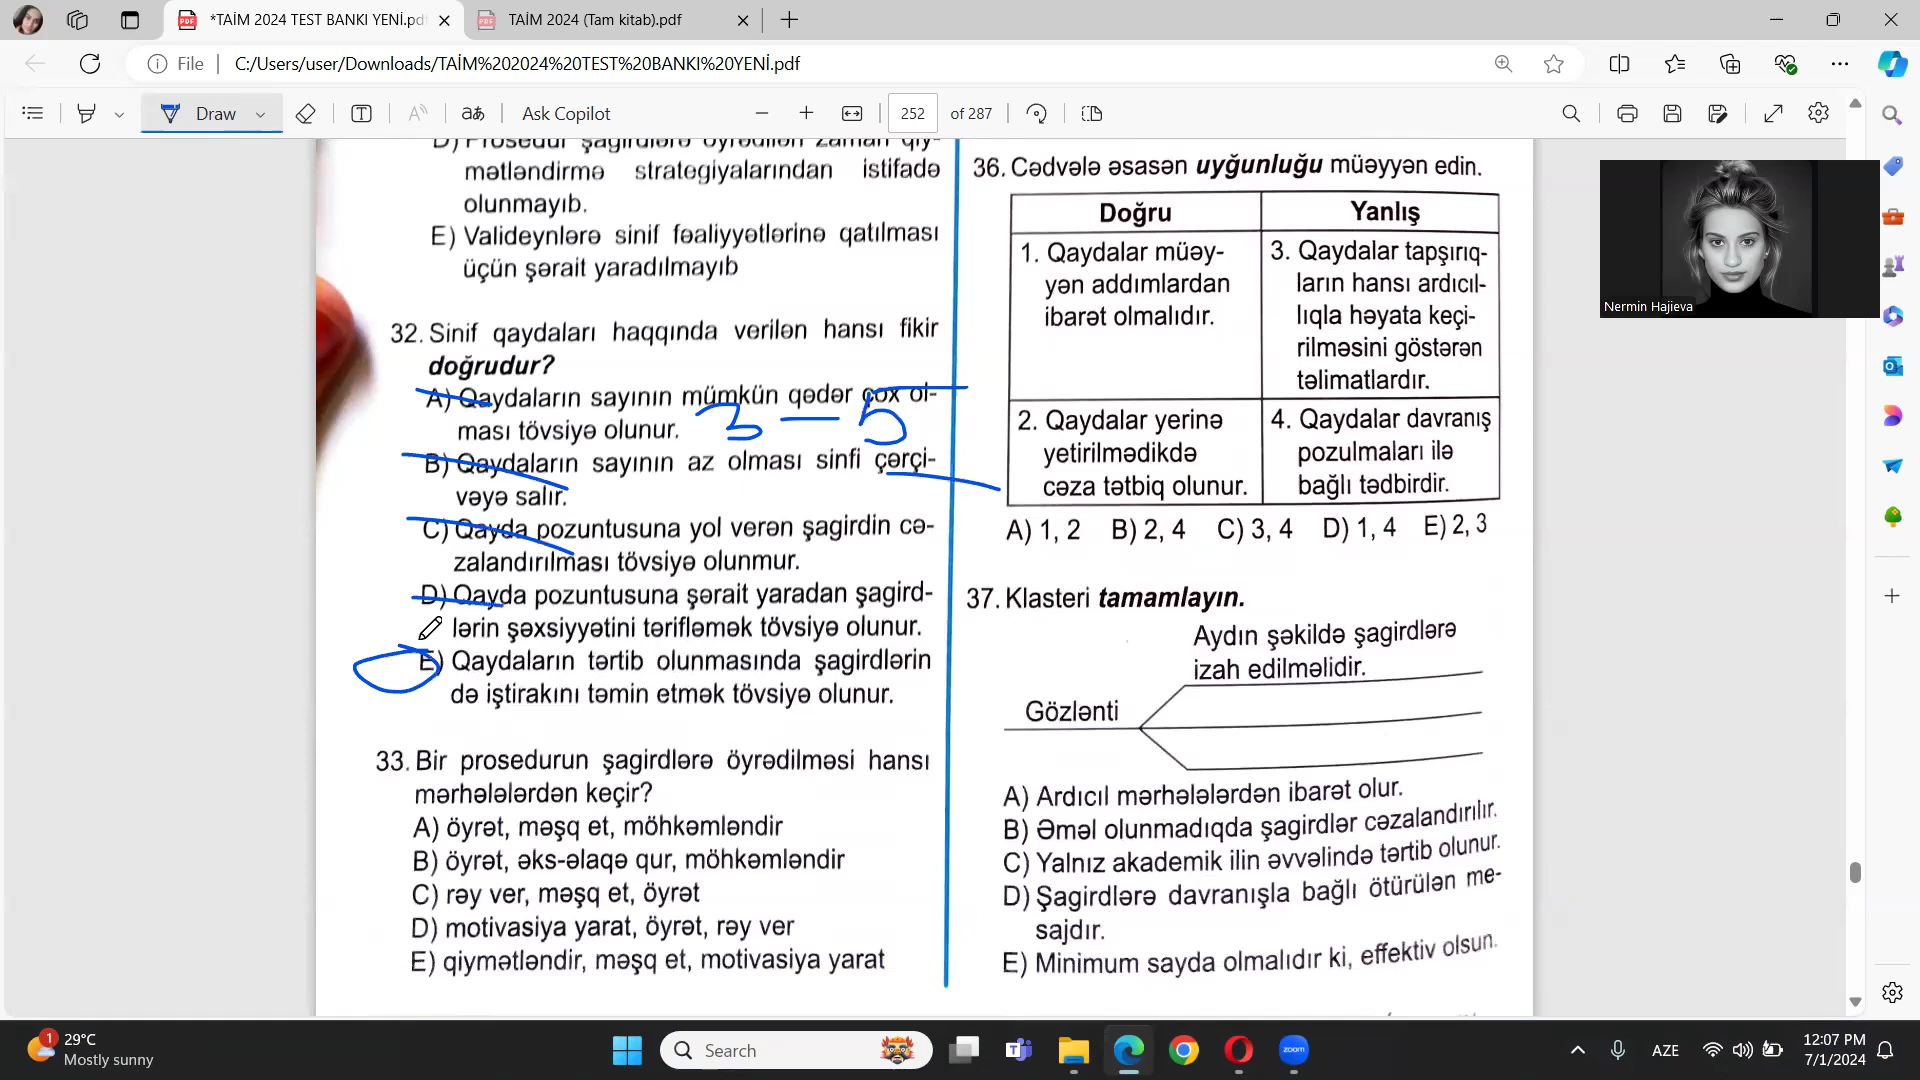 *TAİM 2024 TEST BANKI YENİ.pd
TAİM 2024 (Tam kitab).pdf
File
C:/Users/user/Downloads/TAİM%202024%20TEST%20BANKI%20YENİ.pdf
Draw
Ask Copilot
252 of 287
D) Prosedur şagirdlərə öyrədilən zaman qiy-
mətləndirmə strategiyalarından istifadə
olunmayıb.
E) Valideynlərə sinif fəaliyyətlərinə qatılması
üçün şərait yaradılmayıb
32. Sinif qaydaları haqqında verilən hansı fikir
doğrudur?
A) Qaydaların sayının mümkün qədər çox ol-
ması tövsiyə olunur.
3 — 5
B) Qaydaların sayının az olması sinfi çərçi-
vəyə salır.
C) Qayda pozuntusuna yol verən şagirdin cə-
zalandırılması tövsiyə olunmur.
D) Qayda pozuntusuna şərait yaradan şagird-
lərin şəxsiyyətini tərifləmək tövsiyə olunur.
E) Qaydaların tərtib olunmasında şagirdlərin
də iştirakını təmin etmək tövsiyə olunur.
33. Bir prosedurun şagirdlərə öyrədilməsi hansı
mərhələlərdən keçir?
A) öyrət, məşq et, möhkəmləndir
B) öyrət, əks-əlaqə qur, möhkəmləndir
C) rəy ver, məşq et, öyrət
D) motivasiya yarat, öyrət, rəy ver
E) qiymətləndir, məşq et, motivasiya yarat
36. Cədvələ əsasən uyğunluğu müəyyən edin.
Doğru
Yanlış
1. Qaydalar müəy-
yən addımlardan
ibarət olmalıdır.
3. Qaydalar tapşırıq-
ların hansı ardıcıl-
lıqla həyata keçi-
rilməsini göstərən
təlimatlardır.
2. Qaydalar yerinə
yetirilmədikdə
cəza tətbiq olunur.
4. Qaydalar davranış
pozulmaları ilə
bağlı tədbirdir.
A) 1, 2 B) 2, 4 C) 3, 4 D) 1, 4 E) 2, 3
37. Klasteri tamamlayın.
Aydın şəkildə şagirdlərə
izah edilməlidir.
Gözlənti
A) Ardıcıl mərhələlərdən ibarət olur.
B) Əməl olunmadıqda şagirdlər cəzalandırılır.
C) Yalnız akademik ilin əvvəlində tərtib olunur.
D) Şagirdlərə davranışla bağlı ötürülən me-
sajdır.
E) Minimum sayda olmalıdır ki, effektiv olsun.
Nermin Hajieva
1
29°C
Mostly sunny
Search
zoom
AZE
12:07 PM
7/1/2024